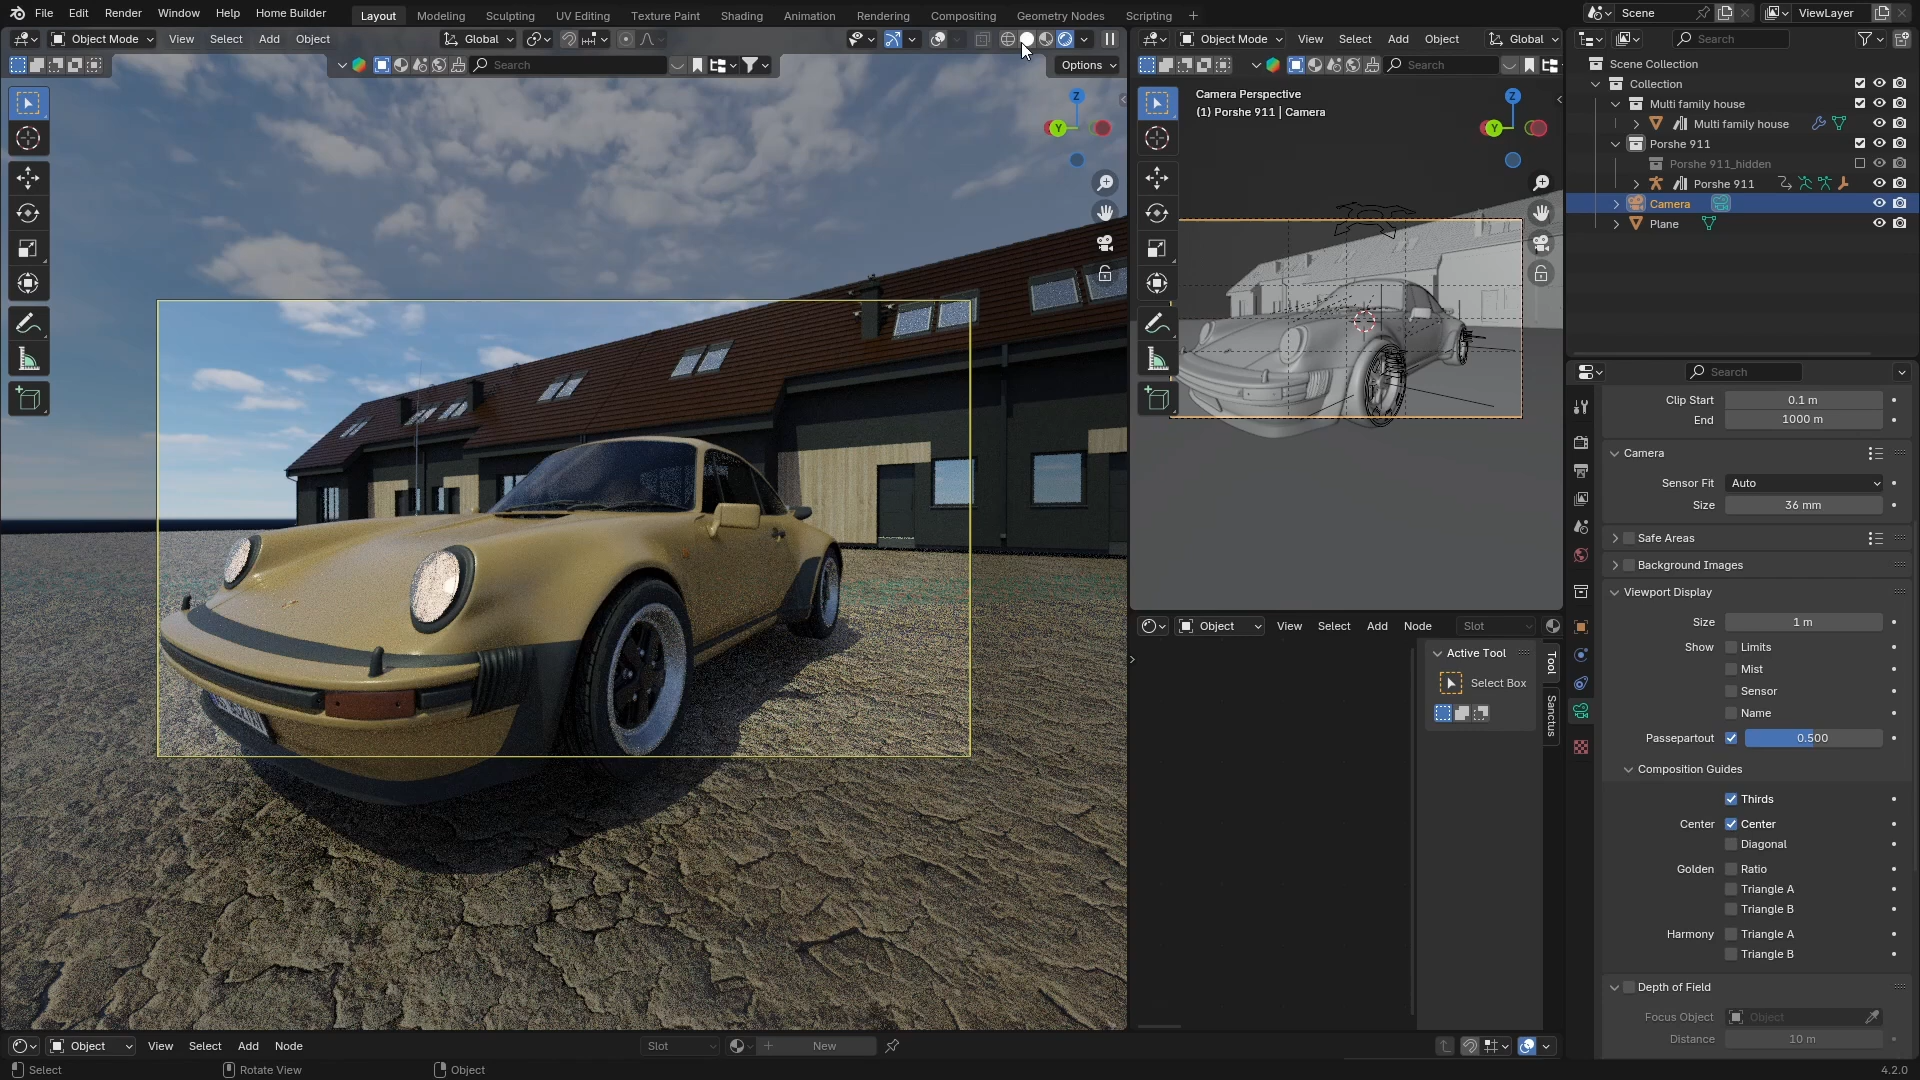 File Edit Render Window Help Home Builder
Layout Modeling Sculpting UV Editing Texture Paint Shading Animation Rendering Compositing Geometry Nodes Scripting
Scene ViewLayer
Object Mode View Select Add Object Global
Search
Options
Z
Y
Object Mode View Select Add Object Global
Search
Camera Perspective
(1) Porshe 911 | Camera
Z
Y
Search
Scene Collection
Collection
Multi family house
Multi family house
Porshe 911
Porshe 911_hidden
Porshe 911
Camera
Plane
Search
Clip Start 0.1 m
End 1000 m
Camera
Sensor Fit Auto
Size 36 mm
Safe Areas
Background Images
Viewport Display
Size 1 m
Show Limits
Mist
Sensor
Name
Passepartout 0.500
Composition Guides
Thirds
Center Center
Diagonal
Golden Ratio
Triangle A
Triangle B
Harmony Triangle A
Triangle B
Depth of Field
Focus Object Object
Distance 10 m
Object View Select Add Node Slot
Active Tool
Select Box
Tool
Sanctus
Object View Select Add Node Slot New
Select Rotate View Object 4.2.0